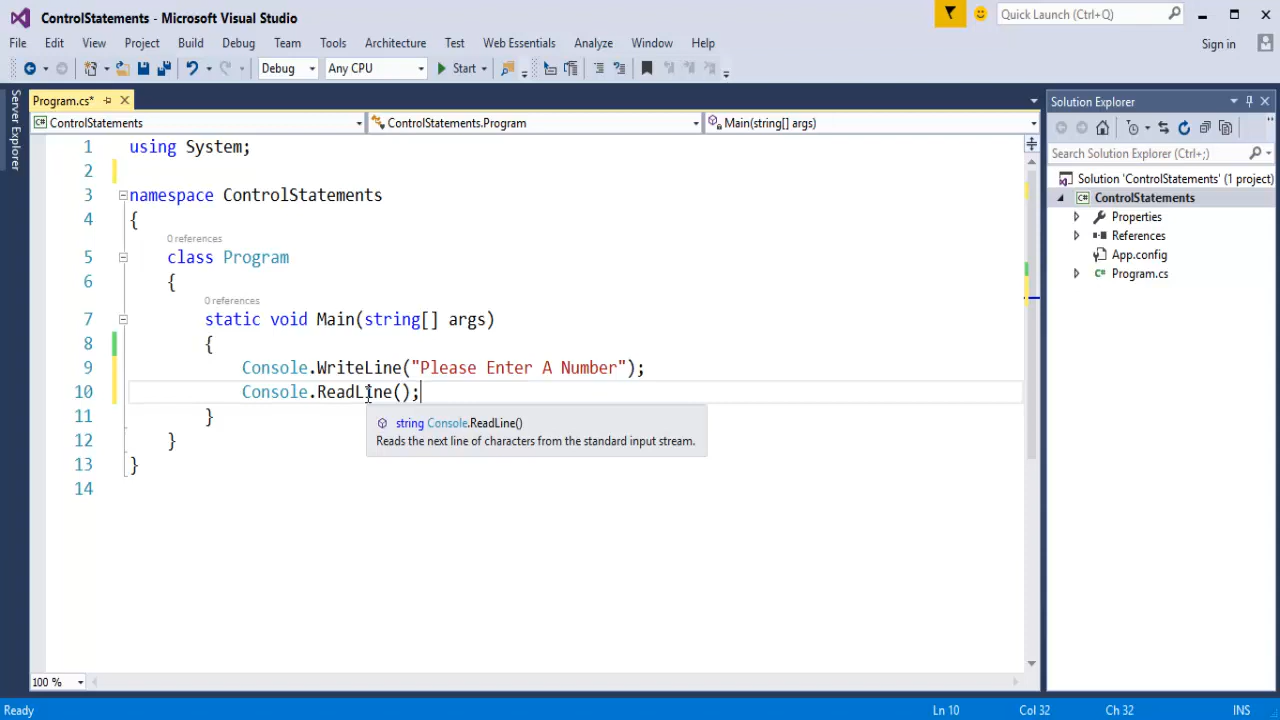 ControlStatements - Microsoft Visual Studio
Quick Launch (Ctrl+Q)
File Edit View Project Build Debug Team Tools Architecture Test Web Essentials Analyze Window Help
Sign in
Debug Any CPU Start
Server Explorer
Program.cs*
ControlStatements ControlStatements.Program Main(string[] args)
1 using System;
2
3 namespace ControlStatements
4 {
0 references
5 class Program
6 {
0 references
7 static void Main(string[] args)
8 {
9 Console.WriteLine("Please Enter A Number");
10 Console.ReadLine();
string Console.ReadLine()
Reads the next line of characters from the standard input stream.
11 }
12 }
13 }
14
100 %
Solution Explorer
Search Solution Explorer (Ctrl+;)
Solution 'ControlStatements' (1 project)
C# ControlStatements
Properties
References
App.config
C# Program.cs
Ready Ln 10 Col 32 Ch 32 INS